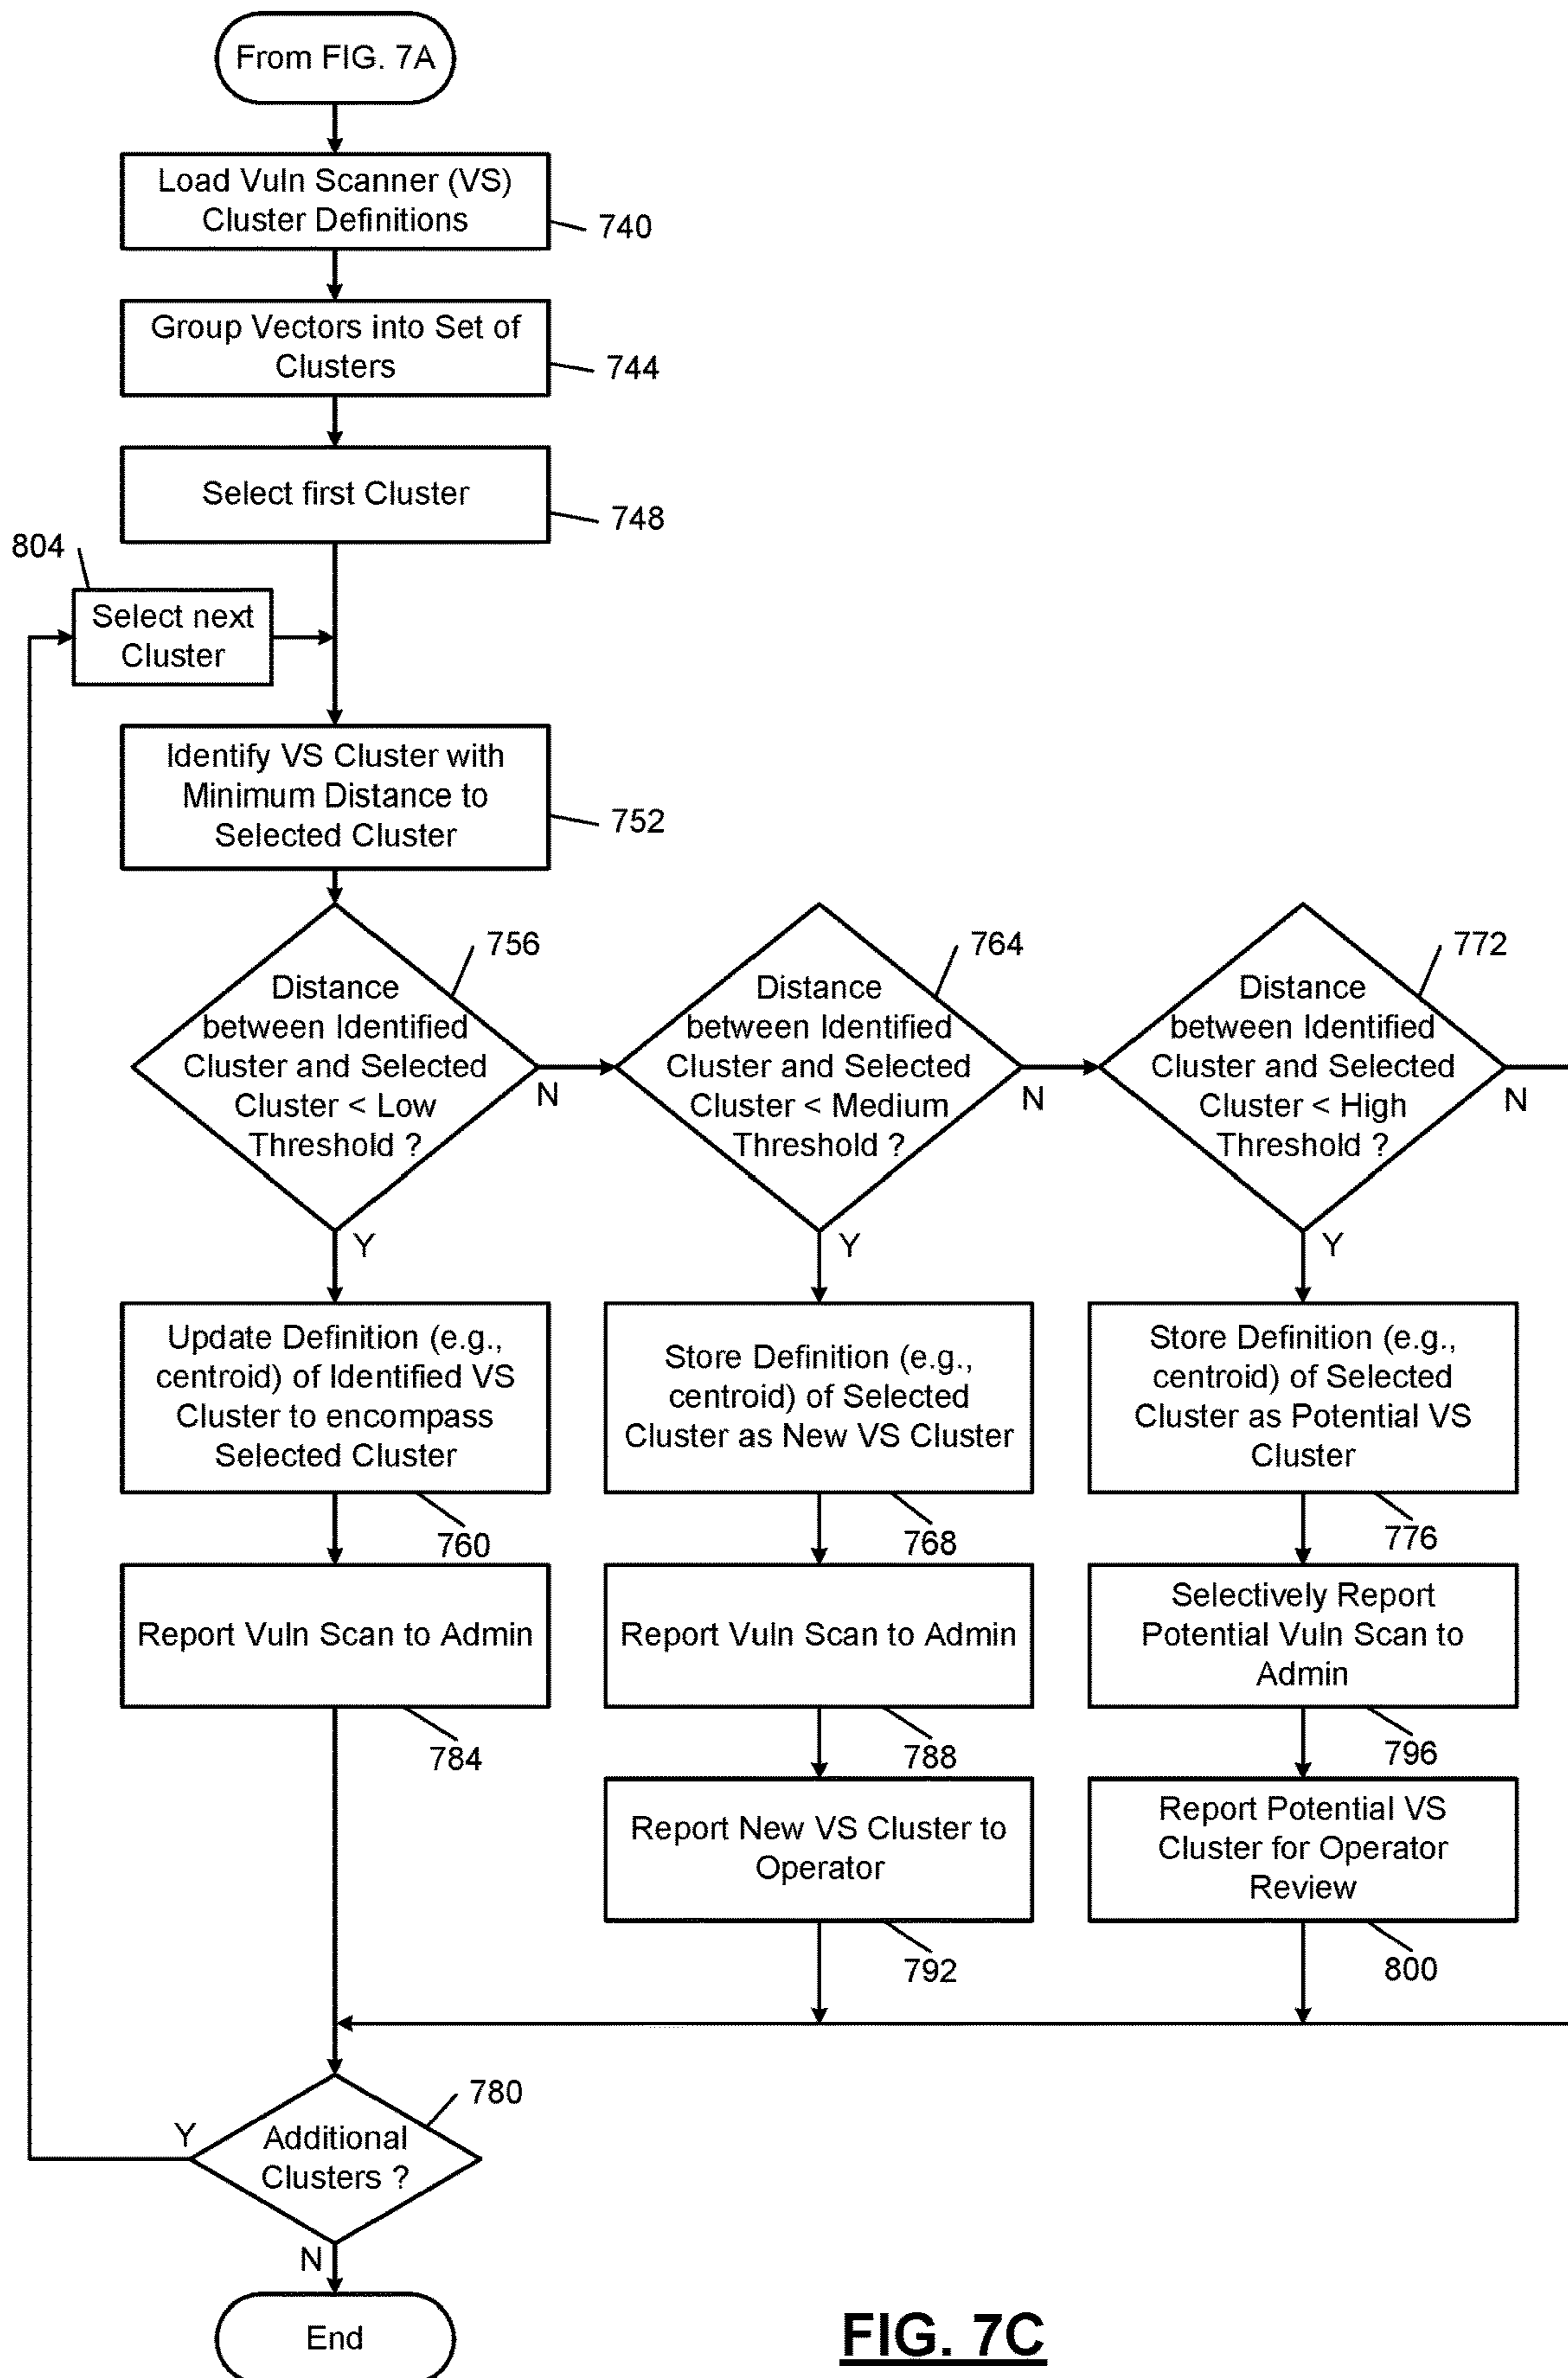 From FIG. 7A
Load Vuln Scanner (VS)
Cluster Definitions
740
Group Vectors into Set of
Clusters
744
Select first Cluster
748
804
Select next
Cluster
Identify VS Cluster with
Minimum Distance to
Selected Cluster
752
756
Distance
between Identified
Cluster and Selected
Cluster < Low
Threshold ?
N
Y
764
Distance
between Identified
Cluster and Selected
Cluster < Medium
Threshold ?
N
Y
772
Distance
between Identified
Cluster and Selected
Cluster < High
Threshold ?
N
Y
Update Definition (e.g.,
centroid) of Identified VS
Cluster to encompass
Selected Cluster
760
Store Definition (e.g.,
centroid) of Selected
Cluster as New VS Cluster
768
Store Definition (e.g.,
centroid) of Selected
Cluster as Potential VS
Cluster
776
Report Vuln Scan to Admin
784
Report Vuln Scan to Admin
788
Selectively Report
Potential Vuln Scan to
Admin
796
Report New VS Cluster to
Operator
792
Report Potential VS
Cluster for Operator
Review
800
780
Additional
Clusters ?
Y
N
End
FIG. 7C